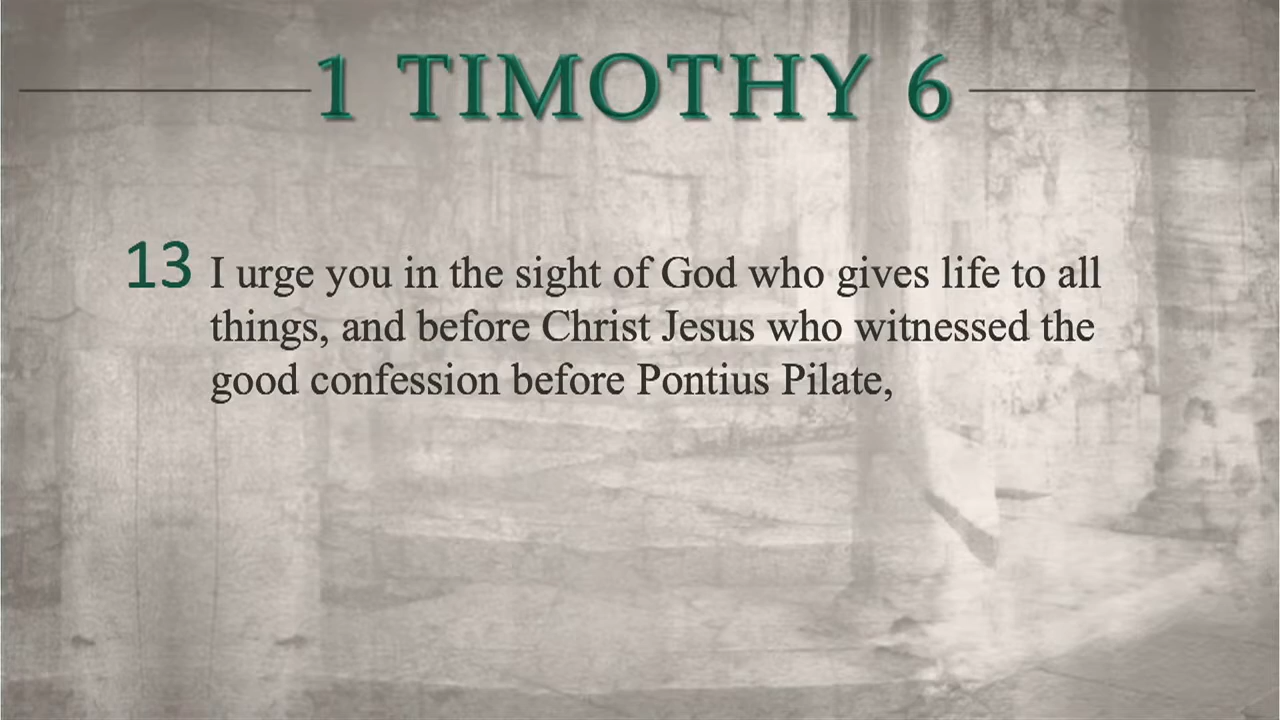 1 TIMOTHY 6
13 I urge you in the sight of God who gives life to all
things, and before Christ Jesus who witnessed the
good confession before Pontius Pilate,